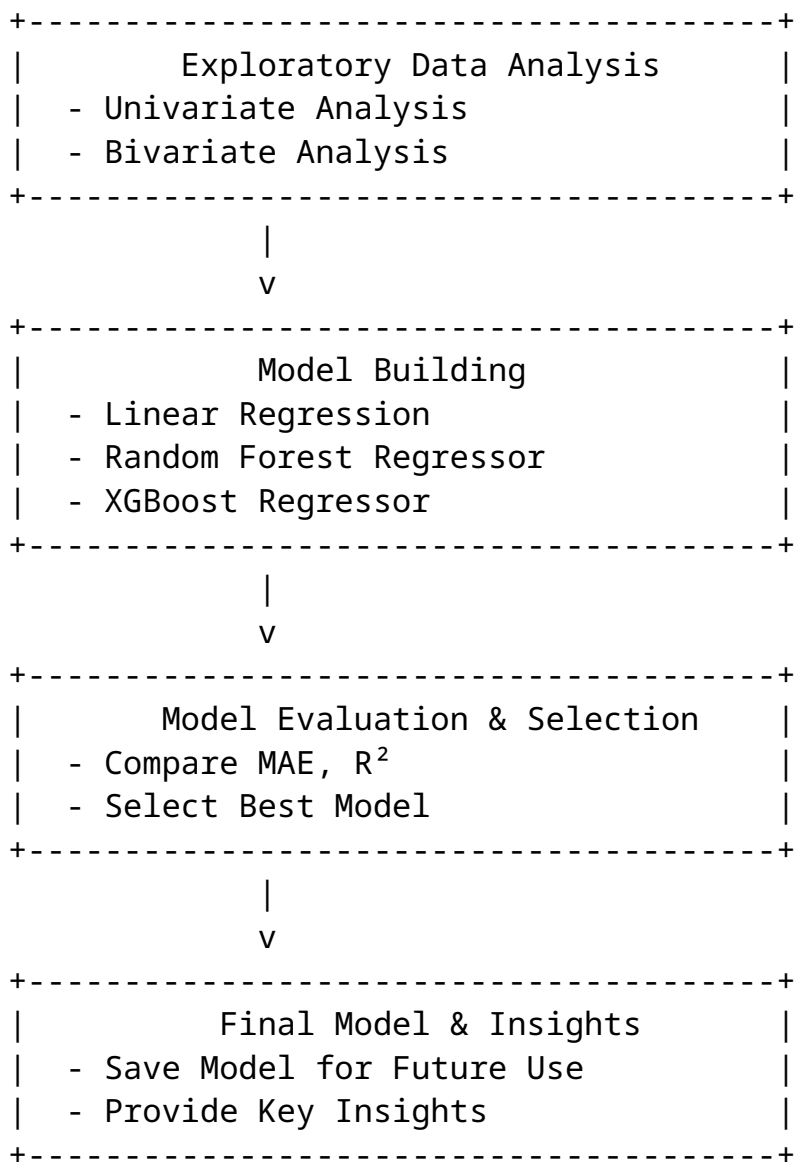 +---------------------------------------+
|        Exploratory Data Analysis      |
|  - Univariate Analysis                |
|  - Bivariate Analysis                 |
+---------------------------------------+
             |
             v
+---------------------------------------+
|            Model Building             |
|  - Linear Regression                  |
|  - Random Forest Regressor            |
|  - XGBoost Regressor                  |
+---------------------------------------+
             |
             v
+---------------------------------------+
|       Model Evaluation & Selection    |
|  - Compare MAE, R²                    |
|  - Select Best Model                  |
+---------------------------------------+
             |
             v
+---------------------------------------+
|          Final Model & Insights       |
|  - Save Model for Future Use          |
|  - Provide Key Insights               |
+---------------------------------------+